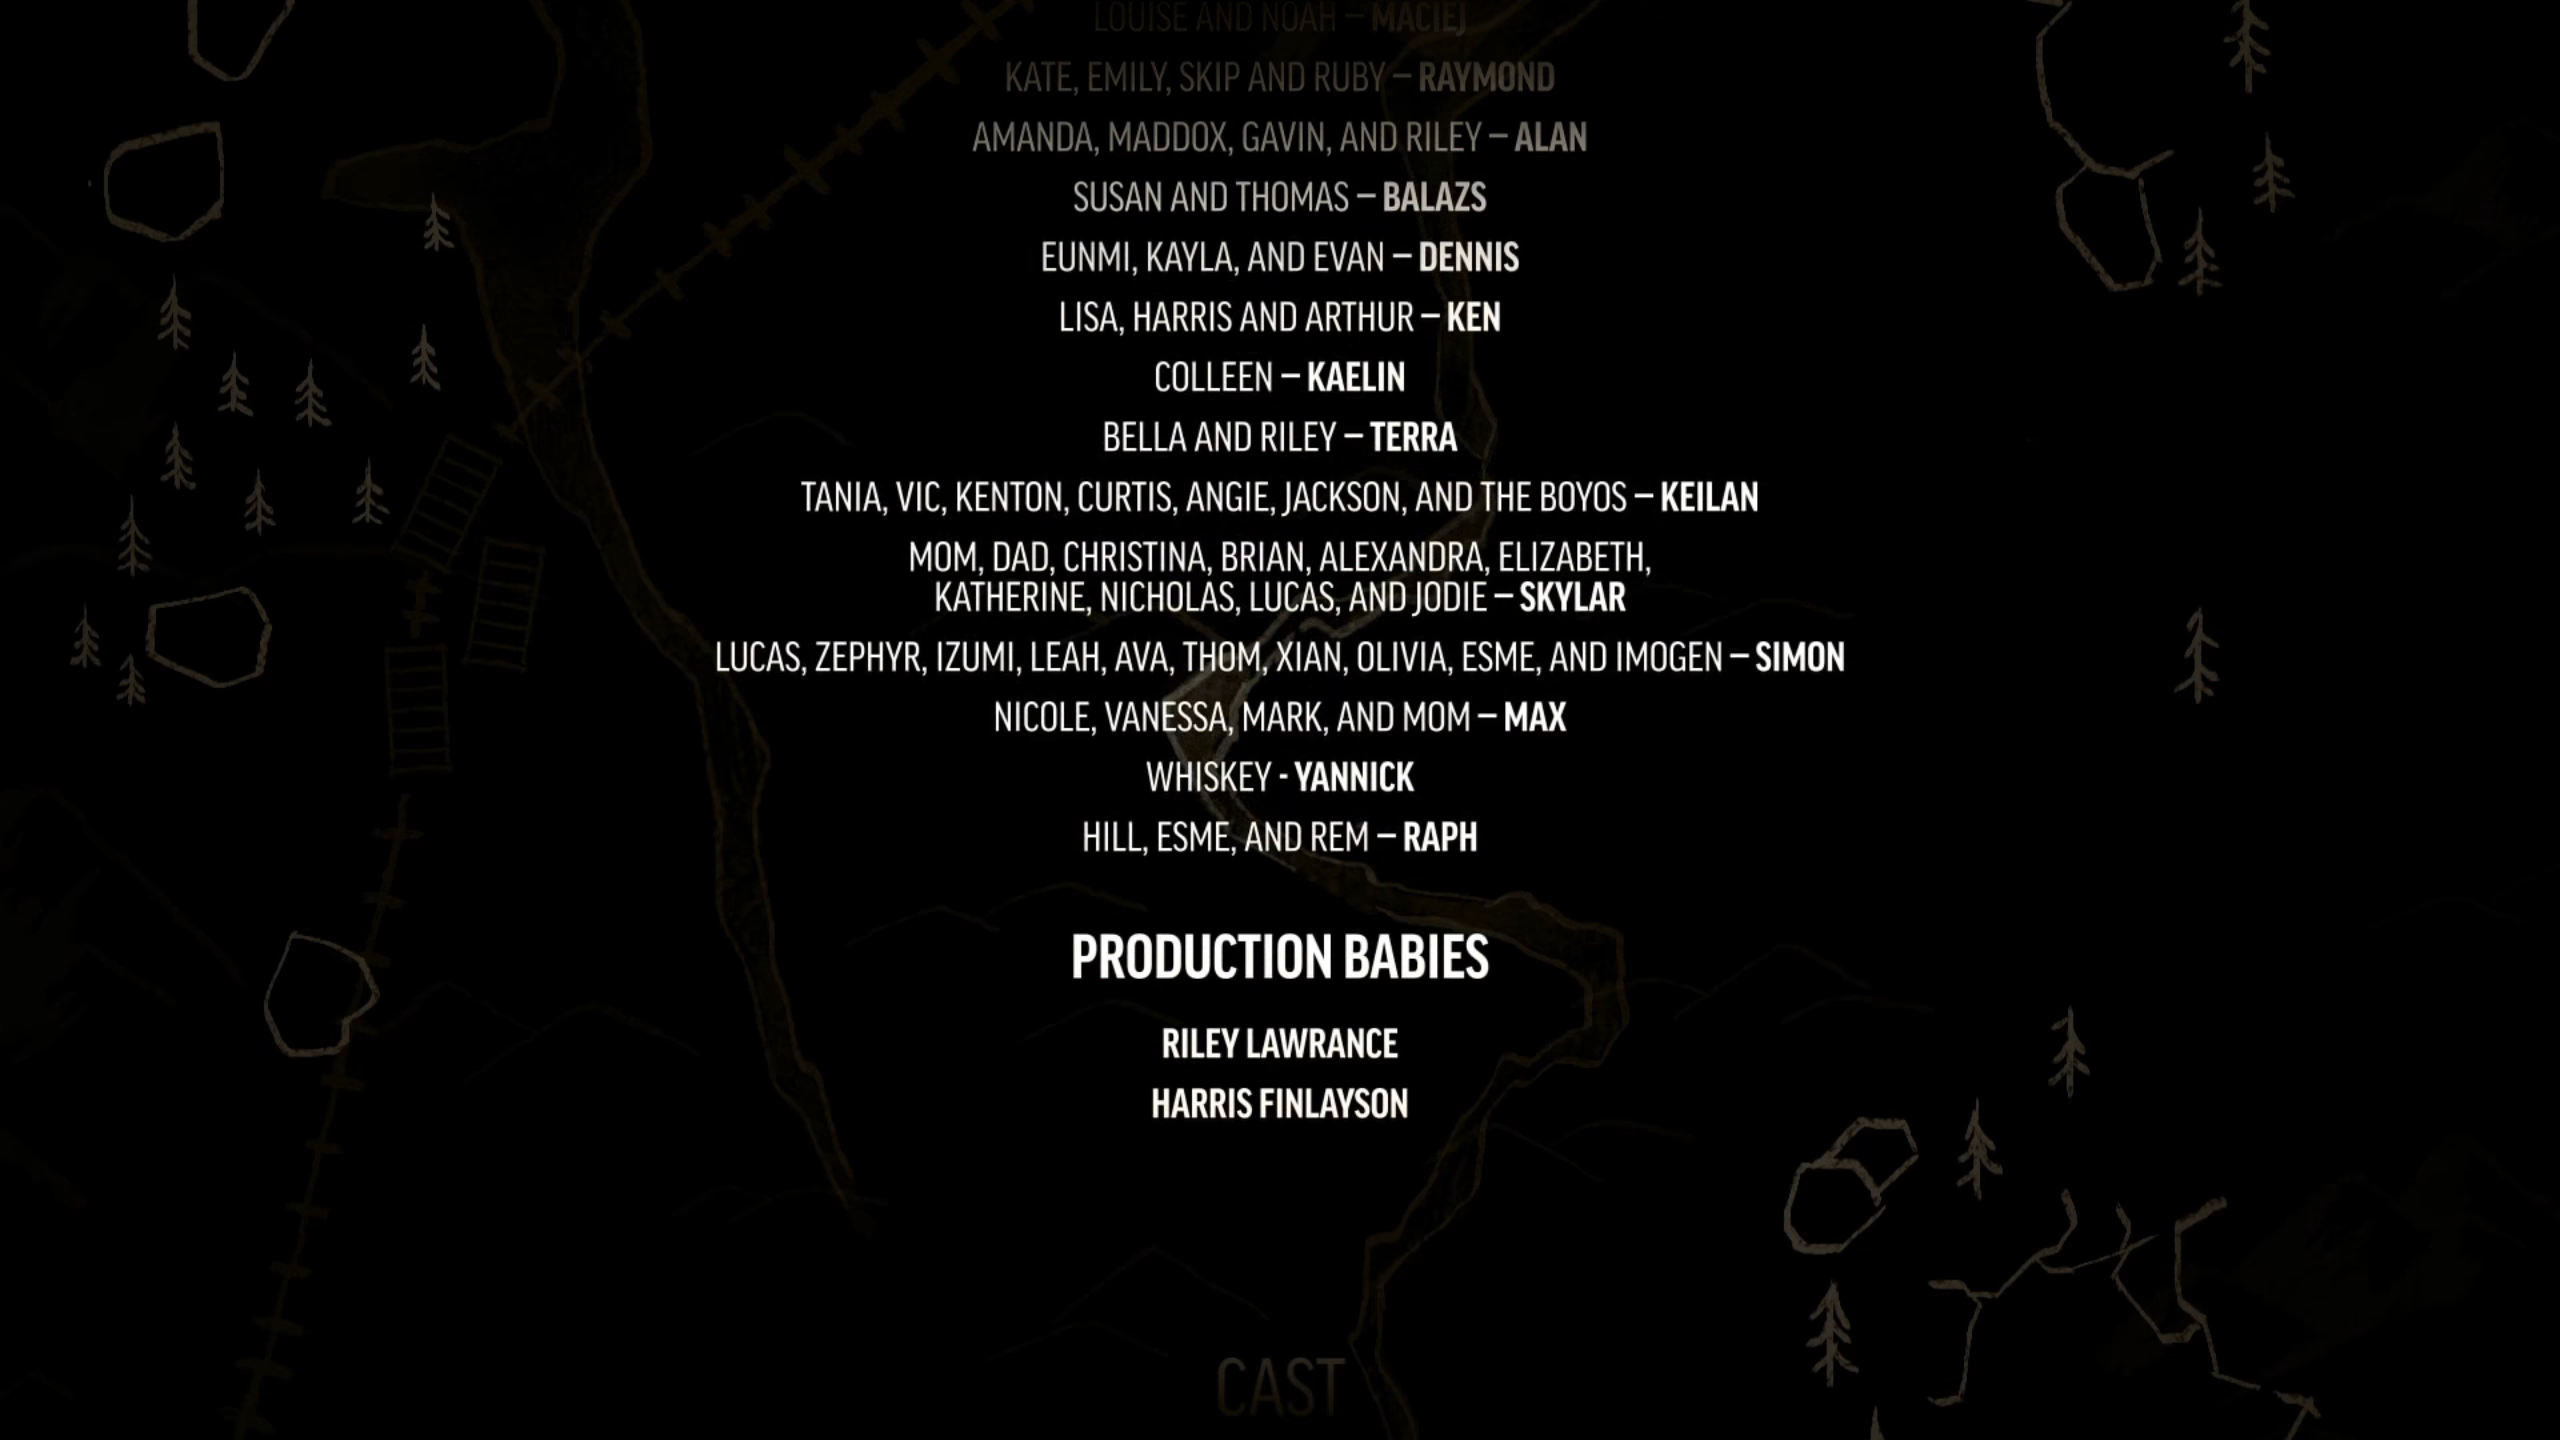 LOUISE AND NOAH – MACIEJ
KATE, EMILY, SKIP AND RUBY – RAYMOND
AMANDA, MADDOX, GAVIN, AND RILEY – ALAN
SUSAN AND THOMAS – BALAZS
EUNMI, KAYLA, AND EVAN – DENNIS
LISA, HARRIS AND ARTHUR – KEN
COLLEEN – KAELIN
BELLA AND RILEY – TERRA
TANIA, VIC, KENTON, CURTIS, ANGIE, JACKSON, AND THE BOYOS – KEILAN
MOM, DAD, CHRISTINA, BRIAN, ALEXANDRA, ELIZABETH,
KATHERINE, NICHOLAS, LUCAS, AND JODIE – SKYLAR
LUCAS, ZEPHYR, IZUMI, LEAH, AVA, THOM, XIAN, OLIVIA, ESME, AND IMOGEN – SIMON
NICOLE, VANESSA, MARK, AND MOM – MAX
WHISKEY - YANNICK
HILL, ESME, AND REM – RAPH
PRODUCTION BABIES
RILEY LAWRANCE
HARRIS FINLAYSON
CAST